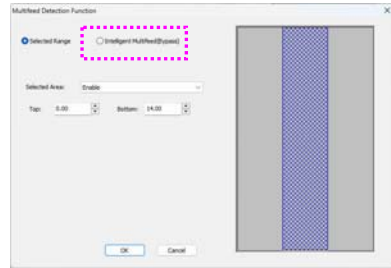 Multifeed Detection Function
Selected Range
Intelligent Multifeed(Bypass)
Selected Area: Enable
Top: 0.00 Bottom: 14.00
OK Cancel